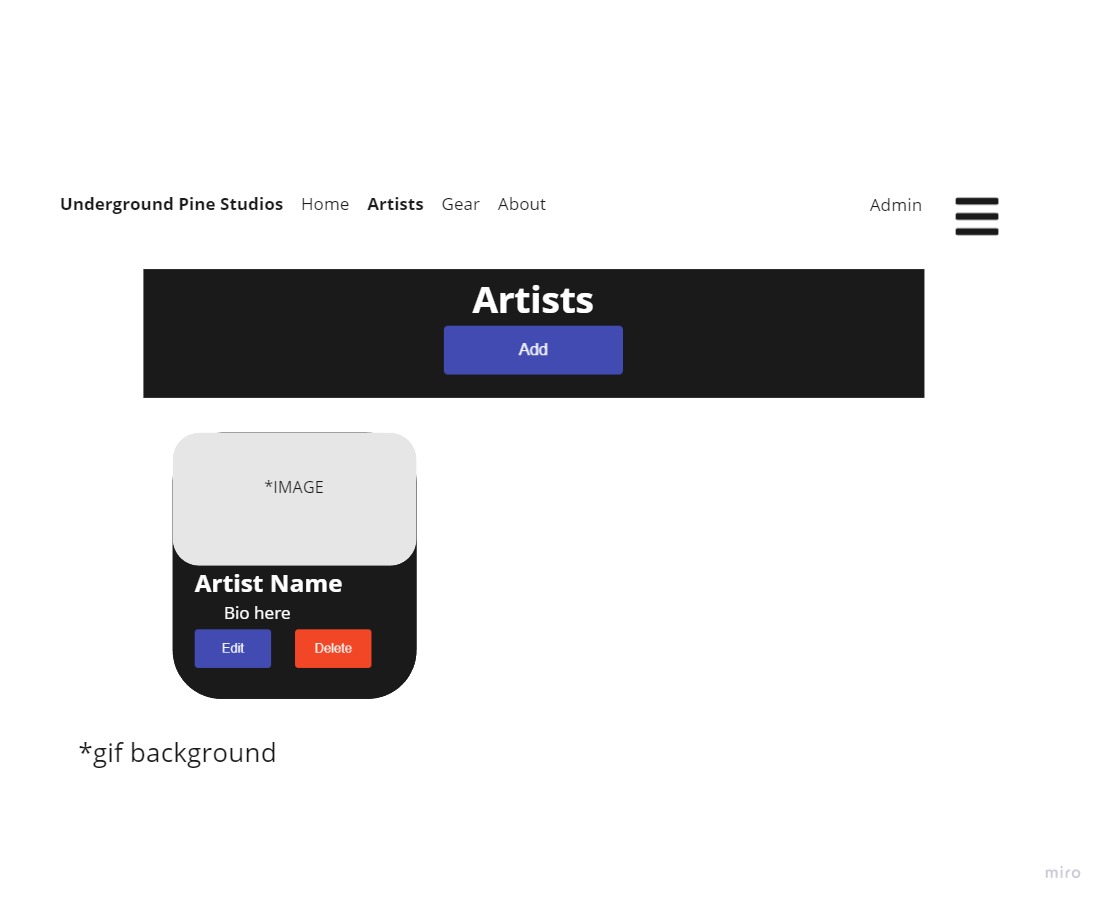 Underground Pine Studios Home Artists Gear About Admin
Artists
Add
*IMAGE
Artist Name
Bio here
Edit Delete
*gif background
miro